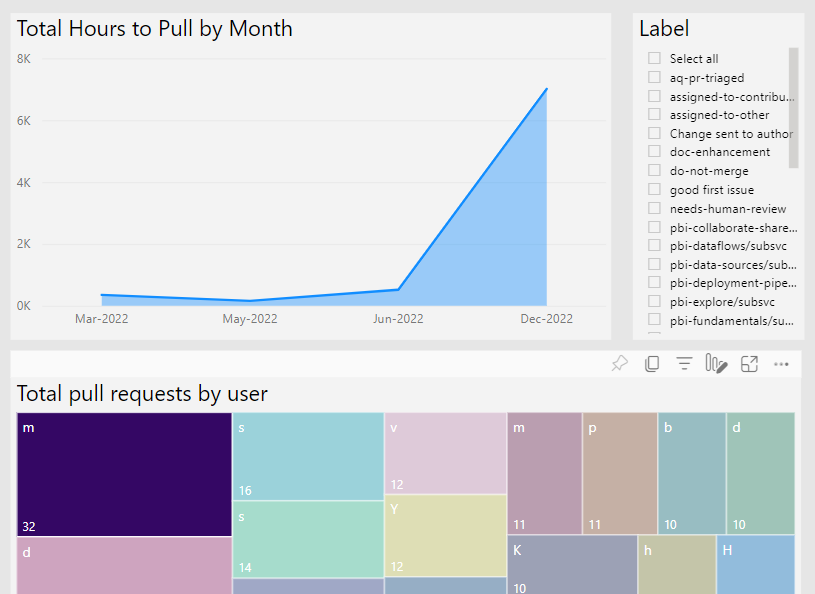 Total Hours to Pull by Month
8K
6K
4K
2K
0K
Mar-2022 May-2022 Jun-2022 Dec-2022
Label
Select all
aq-pr-triaged
assigned-to-contribu...
assigned-to-other
Change sent to author
doc-enhancement
do-not-merge
good first issue
needs-human-review
pbi-collaborate-share...
pbi-dataflows/subsvc
pbi-data-sources/sub...
pbi-deployment-pipe...
pbi-explore/subsvc
pbi-fundamentals/su...
Total pull requests by user
m
32
d
s
16
s
14
v
12
Y
12
m
11
p
11
b
10
d
10
K
10
h
H